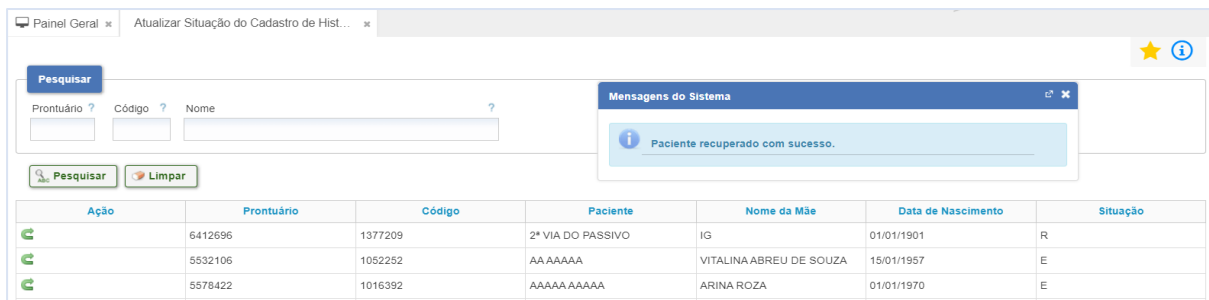 Painel Geral
Atualizar Situação do Cadastro de Hist...
Pesquisar
Prontuário ? Código ? Nome ?
Mensagens do Sistema
Paciente recuperado com sucesso.
Pesquisar Limpar
Ação Prontuário Código Paciente Nome da Mãe Data de Nascimento Situação
6412696 1377209 2ª VIA DO PASSIVO IG 01/01/1901 R
5532106 1052252 AA AAAAA VITALINA ABREU DE SOUZA 15/01/1957 E
5578422 1016392 AAAAA AAAAA ARINA ROZA 01/01/1970 E